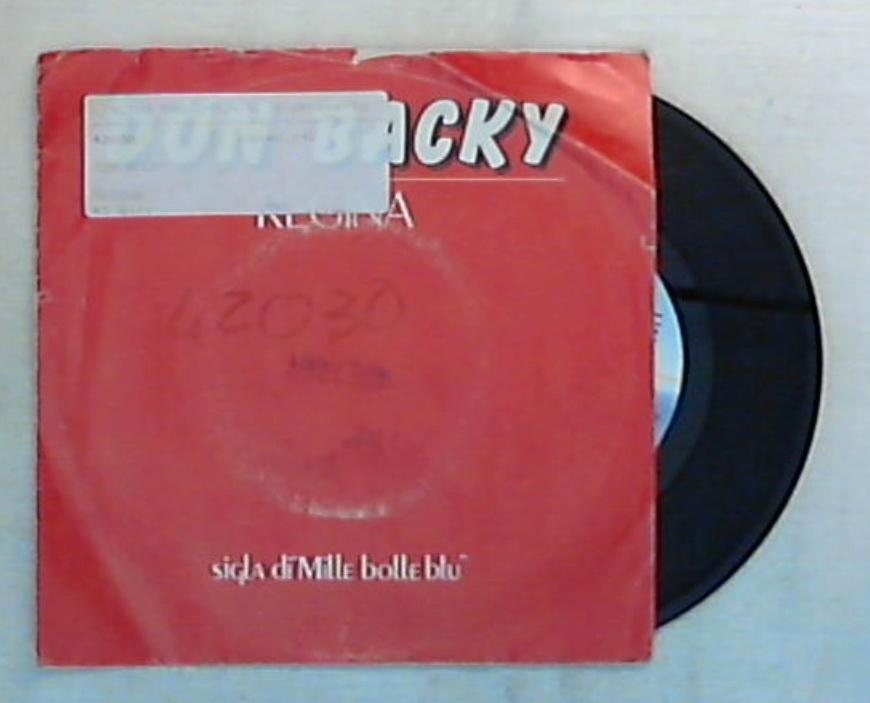 DON BACKY
REGINA
42030
sigla di "Mille bolle blu"